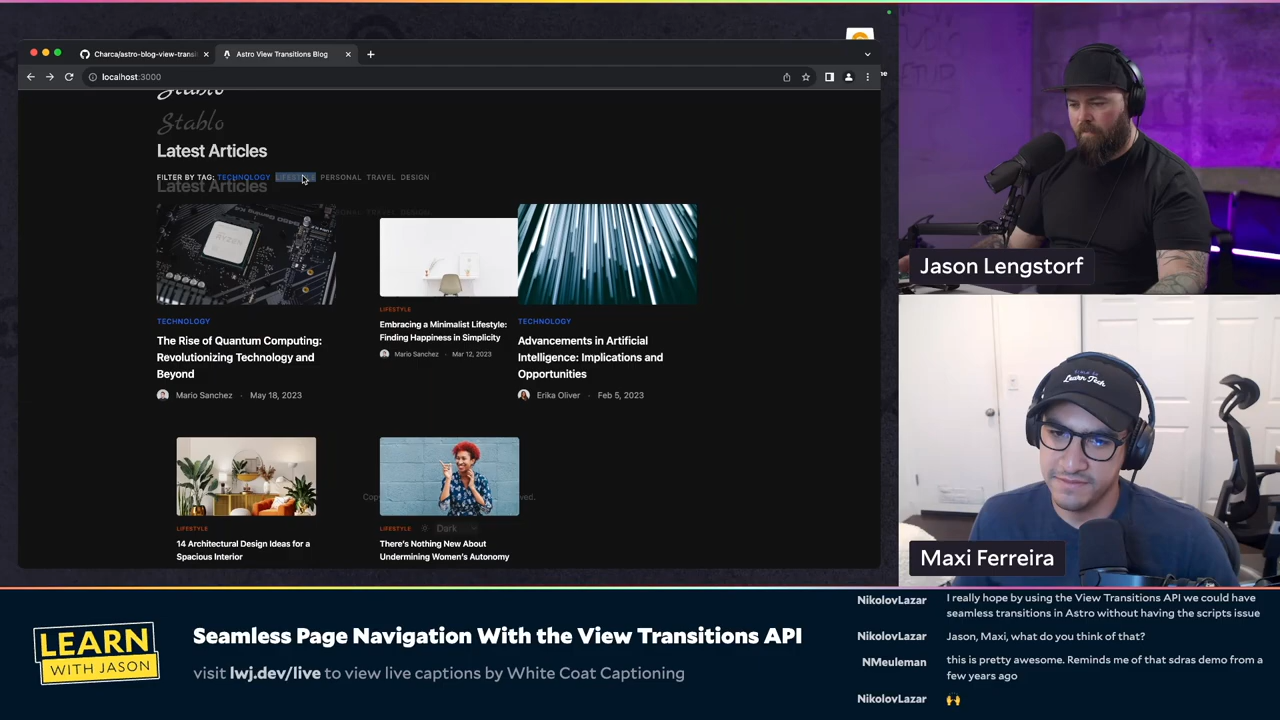 Charca/astro-blog-view-transi
Astro View Transitions Blog
localhost:3000
Stablo
Stablo
Latest Articles
FILTER BY TAG: TECHNOLOGY LIFESTYLE PERSONAL TRAVEL DESIGN
Latest Articles
RYZEN
TECHNOLOGY
The Rise of Quantum Computing:
Revolutionizing Technology and
Beyond
Mario Sanchez · May 18, 2023
LIFESTYLE
Embracing a Minimalist Lifestyle:
Finding Happiness in Simplicity
Mario Sanchez · Mar 12, 2023
TECHNOLOGY
Advancements in Artificial
Intelligence: Implications and
Opportunities
Erika Oliver · Feb 5, 2023
LIFESTYLE
14 Architectural Design Ideas for a
Spacious Interior
LIFESTYLE
There's Nothing New About
Undermining Women's Autonomy
Dark
Jason Lengstorf
Learn Tech
Maxi Ferreira
LEARN
WITH JASON
Seamless Page Navigation With the View Transitions API
visit lwj.dev/live to view live captions by White Coat Captioning
NikolovLazar I really hope by using the View Transitions API we could have
seamless transitions in Astro without having the scripts issue
NikolovLazar Jason, Maxi, what do you think of that?
NMeuleman this is pretty awesome. Reminds me of that sdras demo from a
few years ago
NikolovLazar 🙌